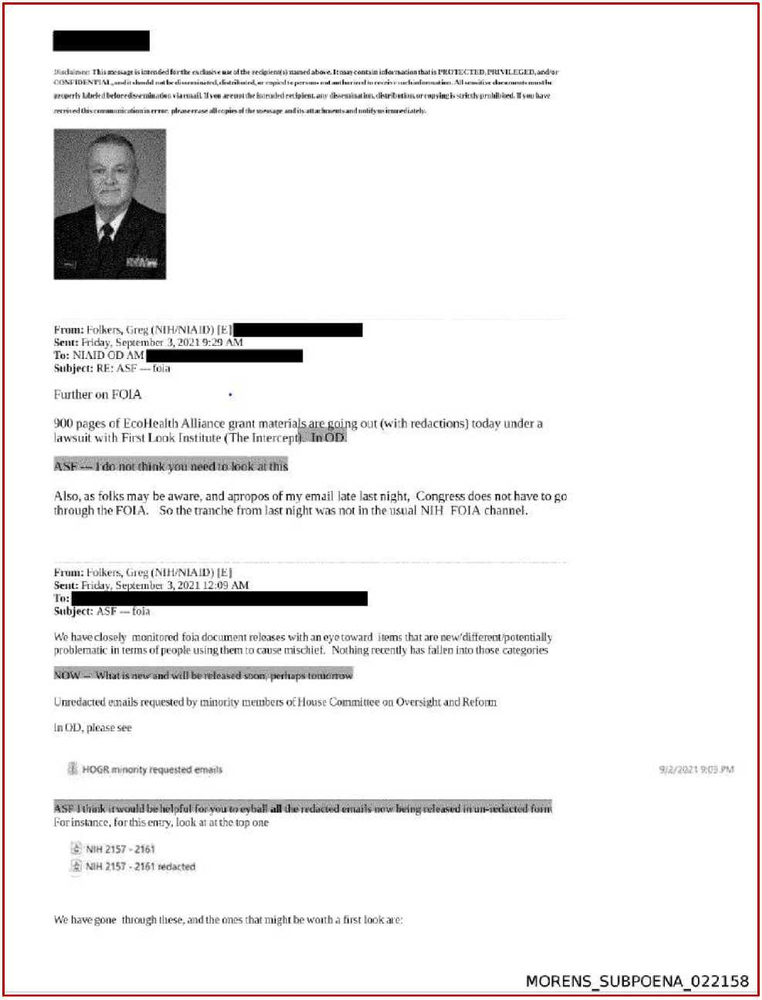 Disclaimer: This message is intended for the exclusive use of the recipient(s) named above. It may contain information that is PROTECTED, PRIVILEGED, and/or
CONFIDENTIAL, and it should not be disseminated, distributed, or copied to persons not authorized to receive such information. All sensitive documents must be
properly labeled before dissemination via email. If you are not the intended recipient, any dissemination, distribution, or copying is strictly prohibited. If you have
received this communication in error, please erase all copies of the message and its attachments and notify us immediately.
From: Folkers, Greg (NIH/NIAID) [E]
Sent: Friday, September 3, 2021 9:29 AM
To: NIAID OD AM
Subject: RE: ASF --- foia
Further on FOIA
900 pages of EcoHealth Alliance grant materials are going out (with redactions) today under a
lawsuit with First Look Institute (The Intercept). In OD.
ASF --- I do not think you need to look at this
Also, as folks may be aware, and apropos of my email late last night, Congress does not have to go
through the FOIA. So the tranche from last night was not in the usual NIH FOIA channel.
From: Folkers, Greg (NIH/NIAID) [E]
Sent: Friday, September 3, 2021 12:09 AM
To:
Subject: ASF --- foia
We have closely monitored foia document releases with an eye toward items that are new/different/potentially
problematic in terms of people using them to cause mischief. Nothing recently has fallen into those categories
NOW -- What is new and will be released soon, perhaps tomorrow
Unredacted emails requested by minority members of House Committee on Oversight and Reform
In OD, please see
HOGR minority requested emails 9/2/2021 9:03 PM
ASF I think it would be helpful for you to eyball all the redacted emails now being released in un-redacted form
For instance, for this entry, look at at the top one
NIH 2157 - 2161
NIH 2157 - 2161 redacted
We have gone through these, and the ones that might be worth a first look are:
MORENS_SUBPOENA_022158